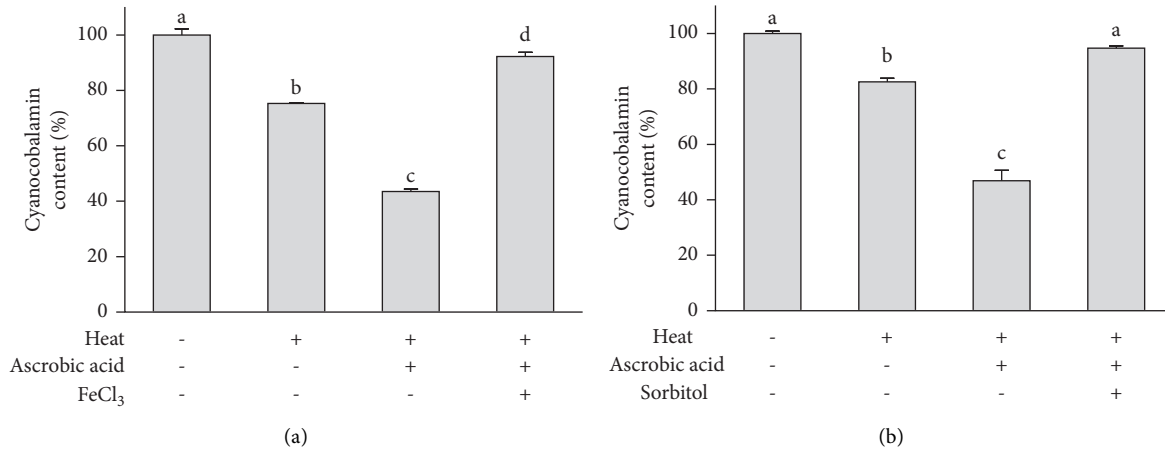 Cyanocobalamin
content (%)
100
80
60
40
20
0
a
b
c
d
Heat - + + +
Ascrobic acid - - + +
FeCl₃ - - - +
(a)
Cyanocobalamin
content (%)
100
80
60
40
20
0
a
b
c
a
Heat - + + +
Ascrobic acid - - + +
Sorbitol - - - +
(b)